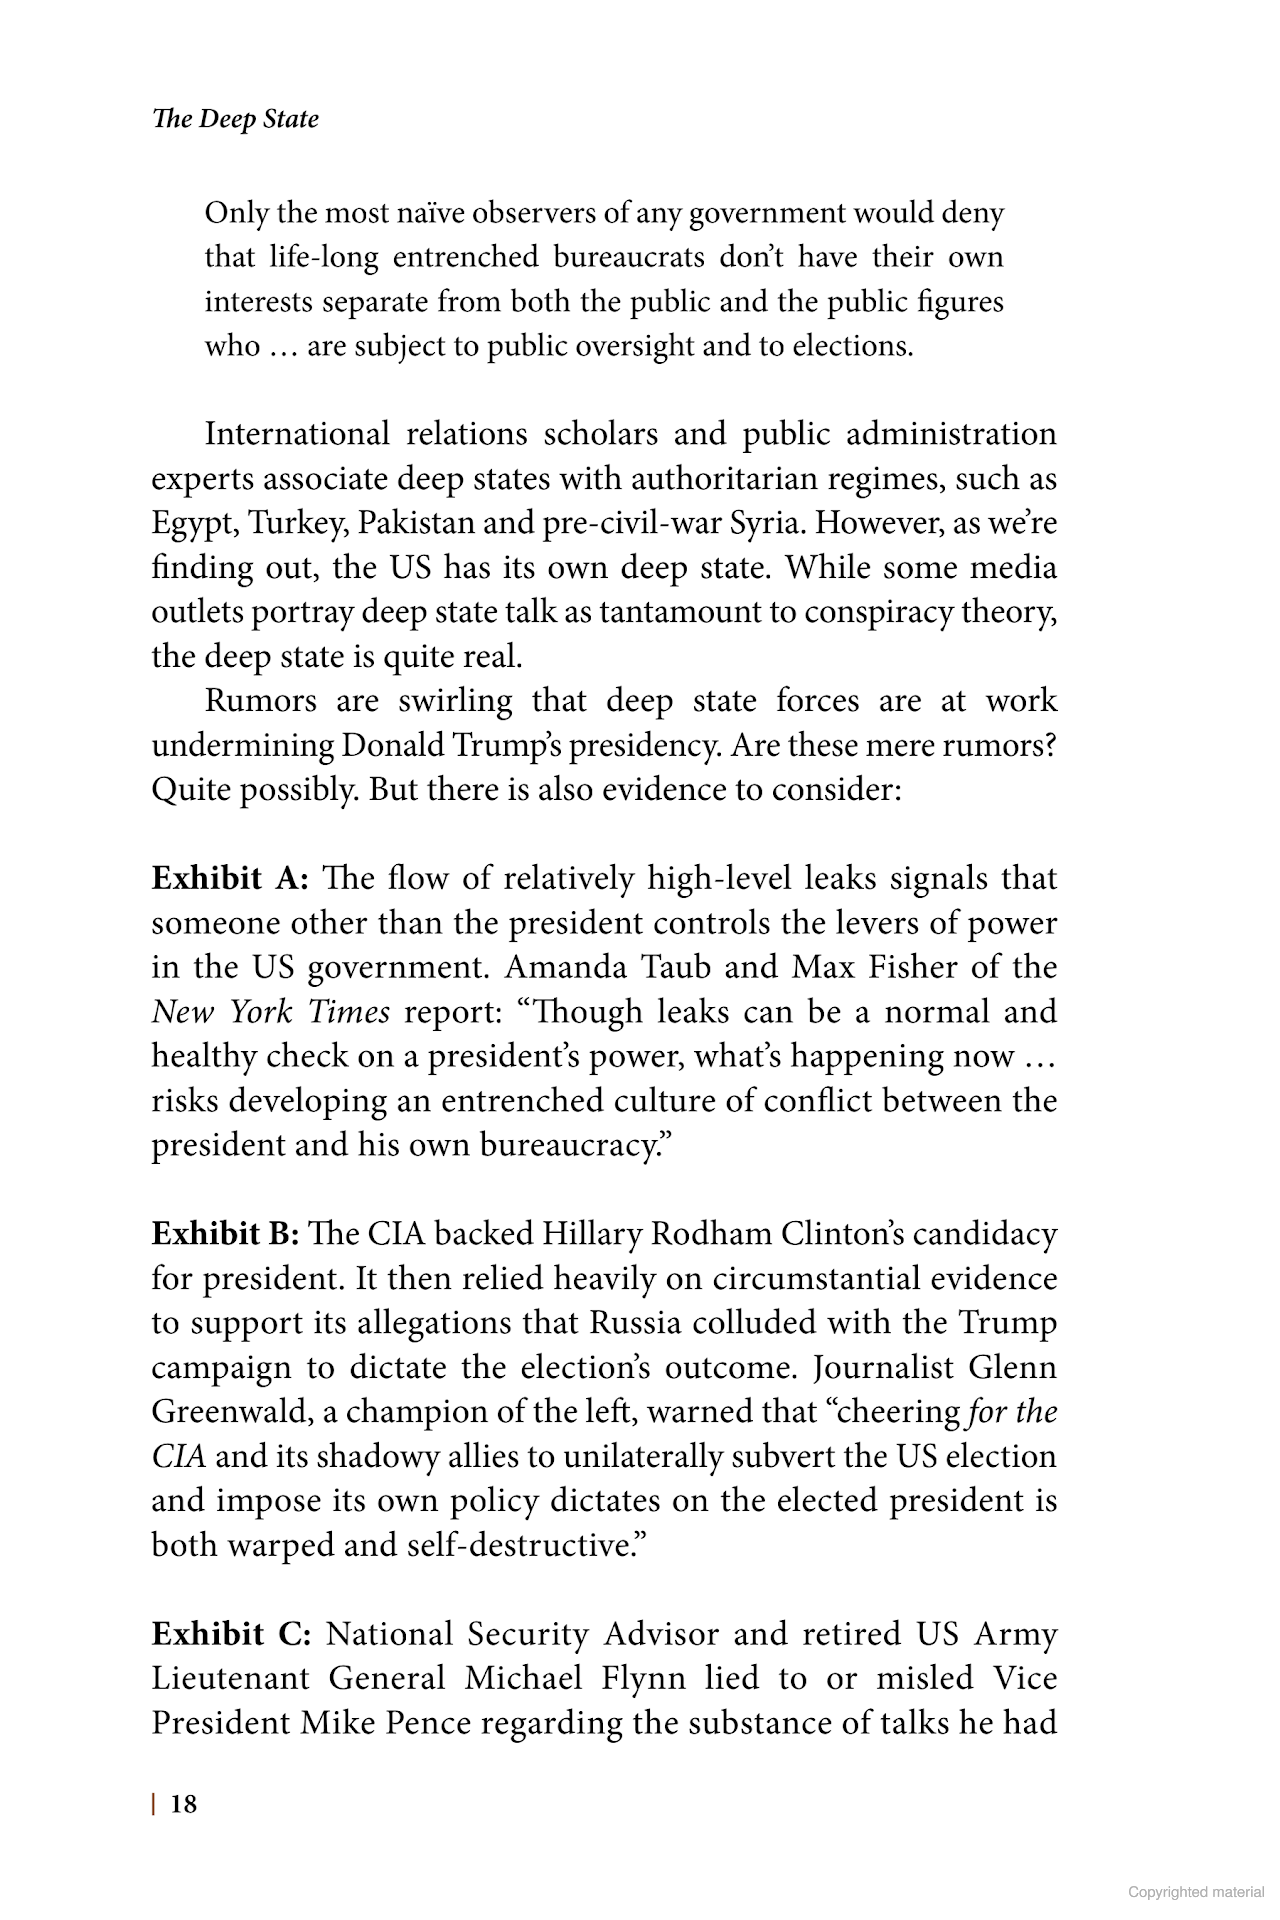 The Deep State
Only the most naïve observers of any government would deny
that life-long entrenched bureaucrats don’t have their own
interests separate from both the public and the public figures
who … are subject to public oversight and to elections.
International relations scholars and public administration
experts associate deep states with authoritarian regimes, such as
Egypt, Turkey, Pakistan and pre-civil-war Syria. However, as we’re
finding out, the US has its own deep state. While some media
outlets portray deep state talk as tantamount to conspiracy theory,
the deep state is quite real.
Rumors are swirling that deep state forces are at work
undermining Donald Trump’s presidency. Are these mere rumors?
Quite possibly. But there is also evidence to consider:
Exhibit A: The flow of relatively high-level leaks signals that
someone other than the president controls the levers of power
in the US government. Amanda Taub and Max Fisher of the
New York Times report: “Though leaks can be a normal and
healthy check on a president’s power, what’s happening now …
risks developing an entrenched culture of conflict between the
president and his own bureaucracy.”
Exhibit B: The CIA backed Hillary Rodham Clinton’s candidacy
for president. It then relied heavily on circumstantial evidence
to support its allegations that Russia colluded with the Trump
campaign to dictate the election’s outcome. Journalist Glenn
Greenwald, a champion of the left, warned that “cheering for the
CIA and its shadowy allies to unilaterally subvert the US election
and impose its own policy dictates on the elected president is
both warped and self-destructive.”
Exhibit C: National Security Advisor and retired US Army
Lieutenant General Michael Flynn lied to or misled Vice
President Mike Pence regarding the substance of talks he had
| 18
Copyrighted material